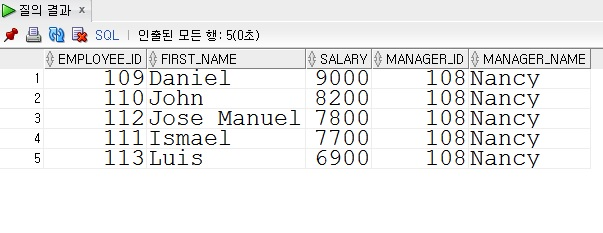 질의 결과 x
SQL | 인출된 모든 행: 5(0초)
EMPLOYEE_ID FIRST_NAME SALARY MANAGER_ID MANAGER_NAME
1 109 Daniel 9000 108 Nancy
2 110 John 8200 108 Nancy
3 112 Jose Manuel 7800 108 Nancy
4 111 Ismael 7700 108 Nancy
5 113 Luis 6900 108 Nancy